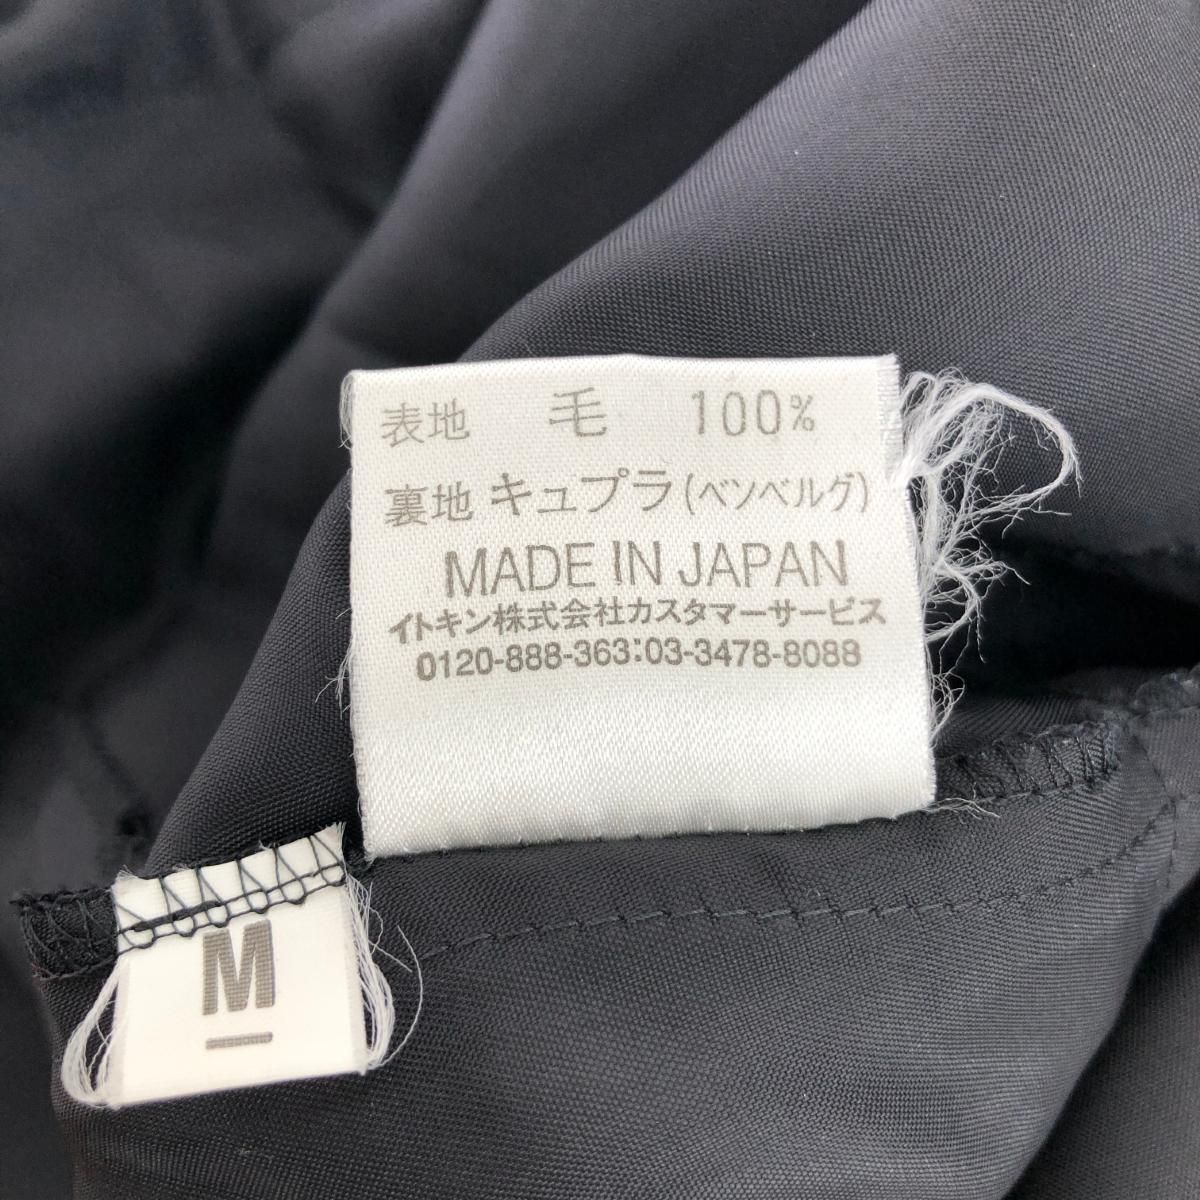 表地 毛 100%
裏地 キュプラ(ベンベルグ)
MADE IN JAPAN
イトキン株式会社カスタマーサービス
0120-888-363:03-3478-8088
M